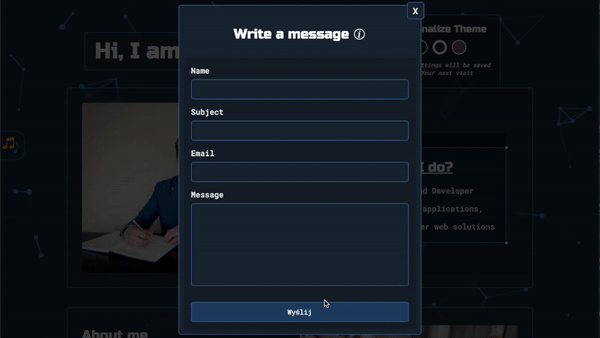 X
Write a message i
Hi, I am
nalize Theme
ttings will be saved
Your next visit
Name
Subject
Email
I do?
d Developer
applications,
Message
er web solutions
Wyślij
About me